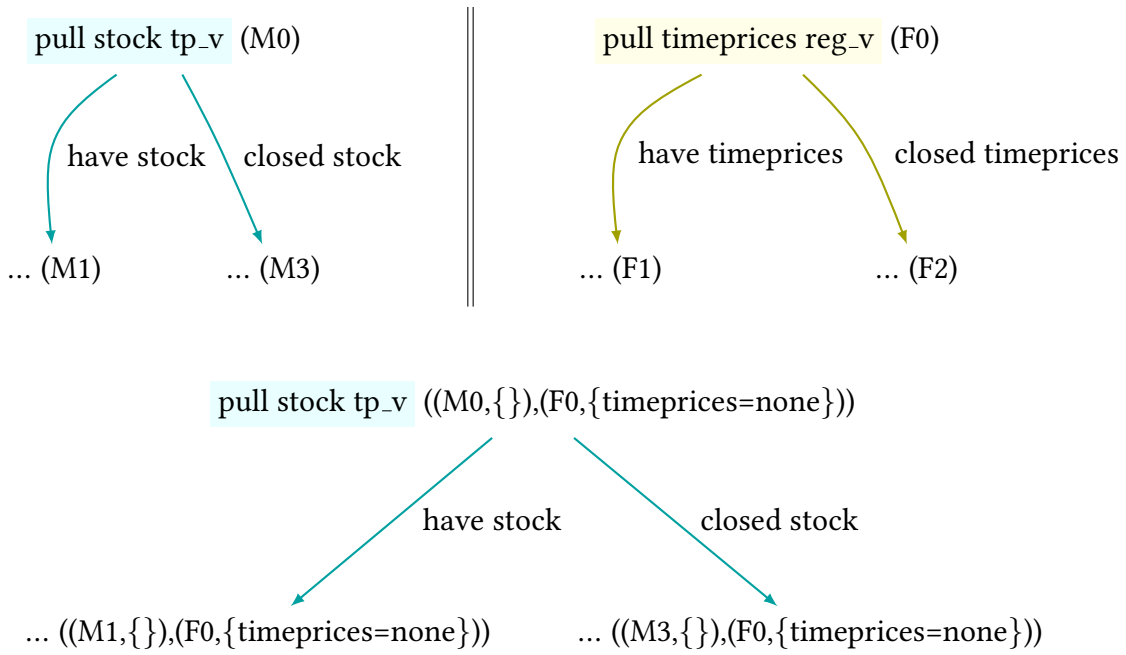 pull stock tp_v (M0)
have stock
closed stock
... (M1)
... (M3)
pull timeprices reg_v (F0)
have timeprices
closed timeprices
... (F1)
... (F2)
pull stock tp_v ((M0,{}),(F0,{timeprices=none}))
have stock
closed stock
... ((M1,{}),(F0,{timeprices=none}))
... ((M3,{}),(F0,{timeprices=none}))